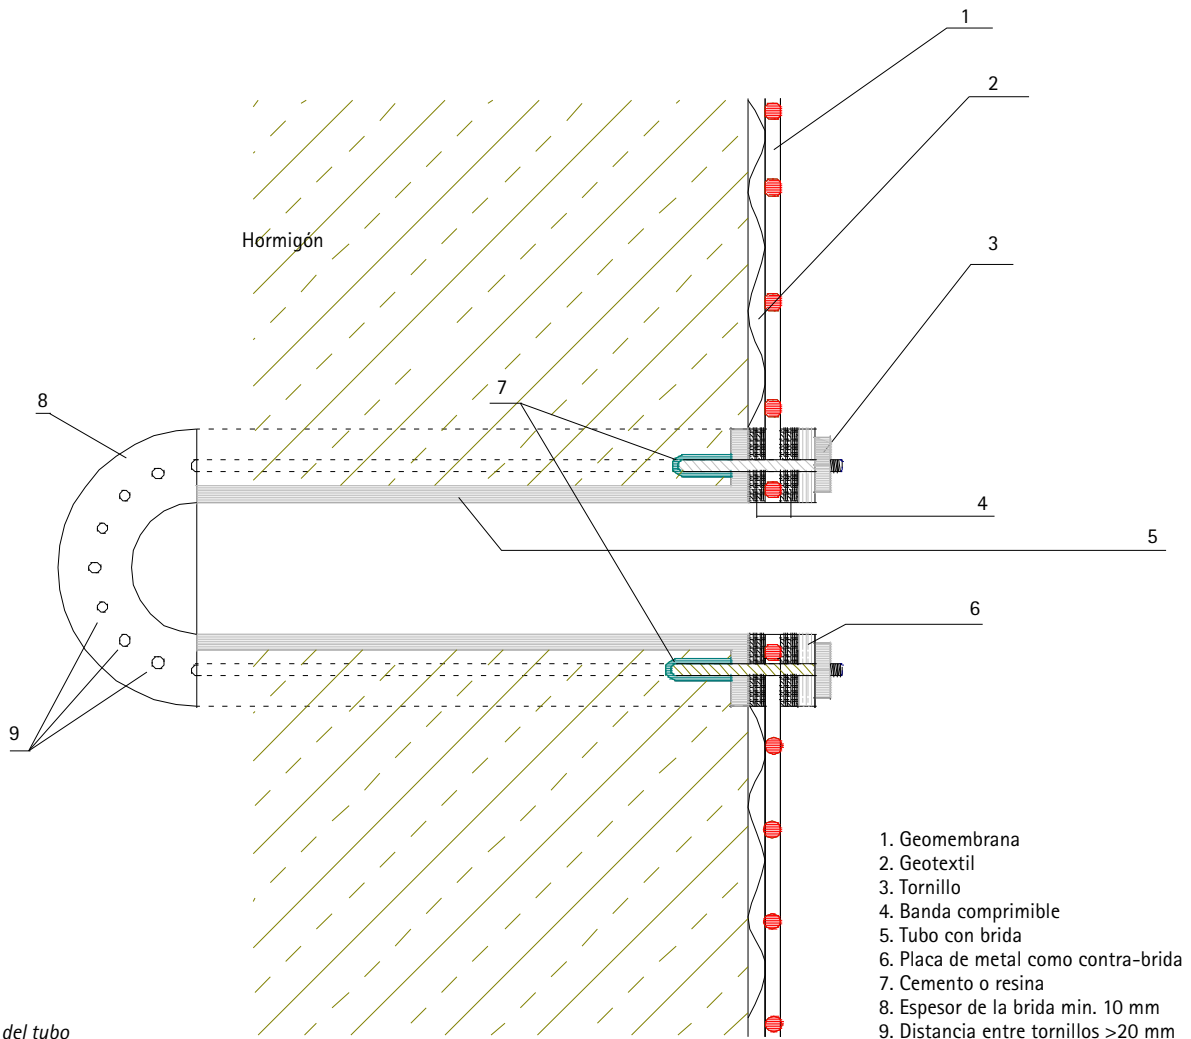 1
2
Hormigón
3
7
8
4
5
6
9
1. Geomembrana
2. Geotextil
3. Tornillo
4. Banda comprimible
5. Tubo con brida
6. Placa de metal como contra-brida
7. Cemento o resina
8. Espesor de la brida min. 10 mm
9. Distancia entre tornillos >20 mm
del tubo